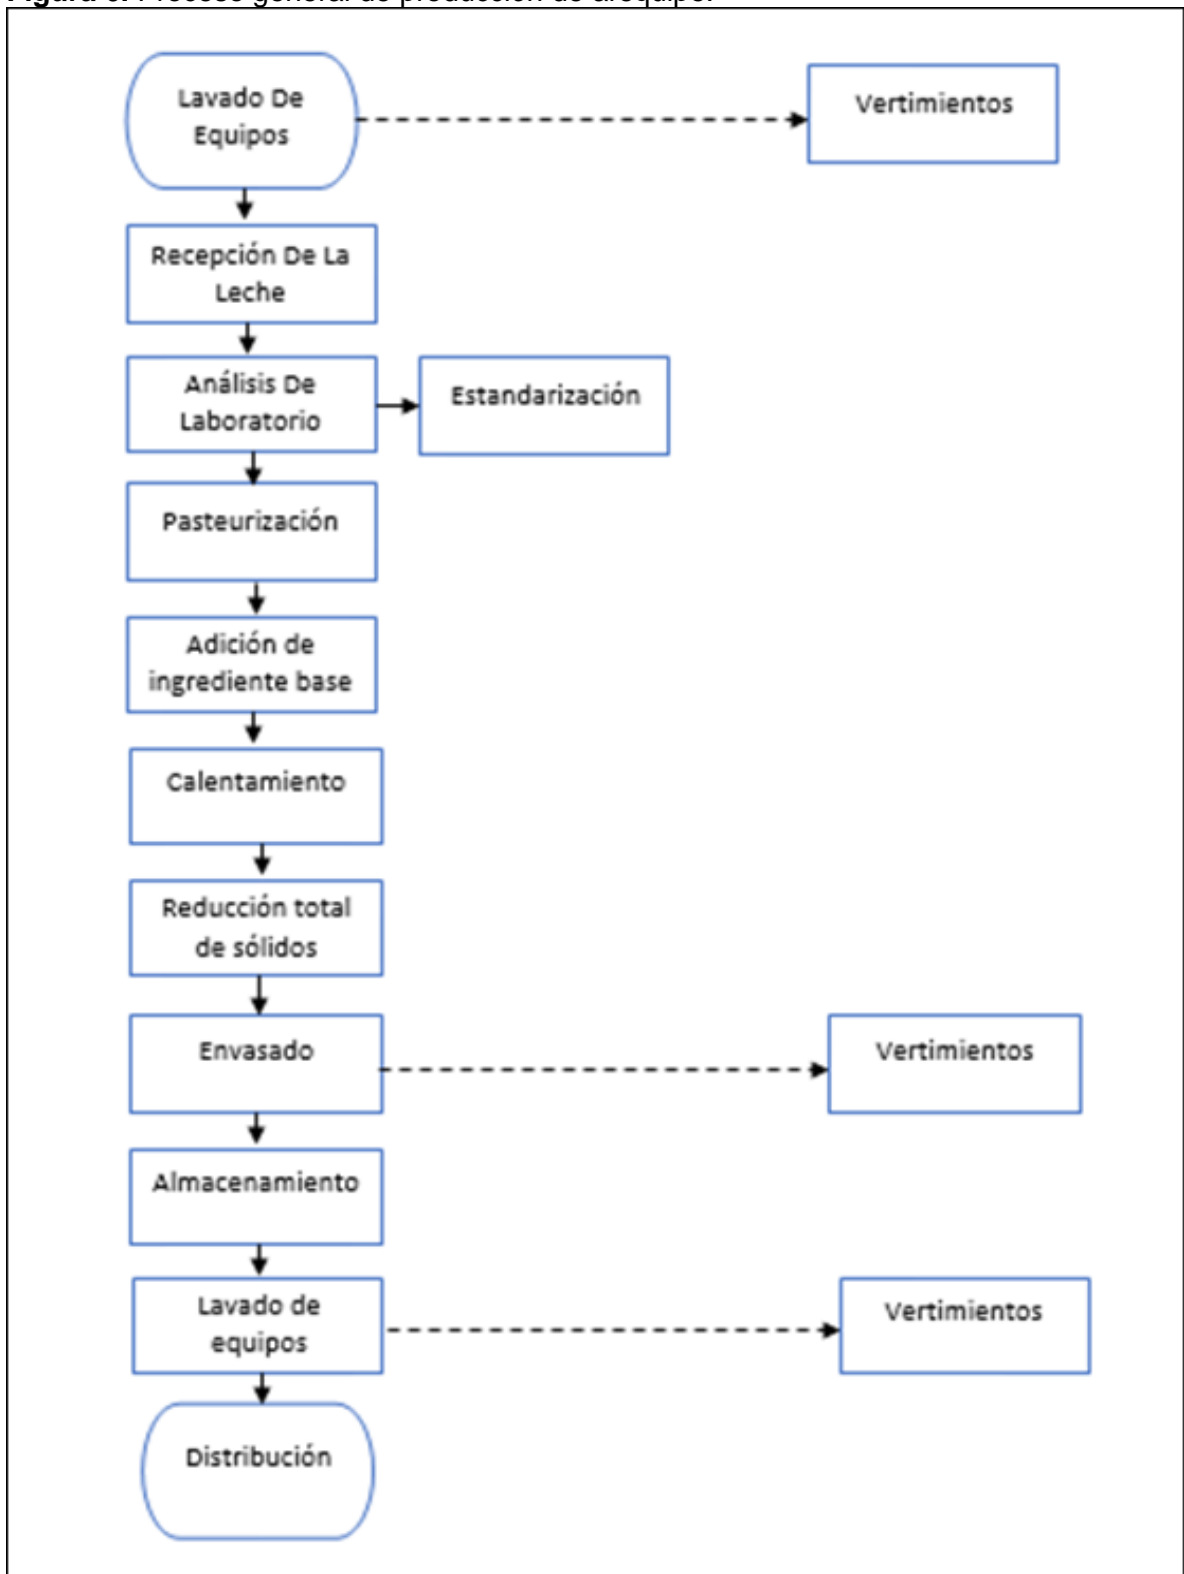 Lavado De
Equipos
Vertimientos
Recepción De La
Leche
Análisis De
Laboratorio
Estandarización
Pasteurización
Adición de
ingrediente base
Calentamiento
Reducción total
de sólidos
Envasado
Vertimientos
Almacenamiento
Lavado de
equipos
Vertimientos
Distribución